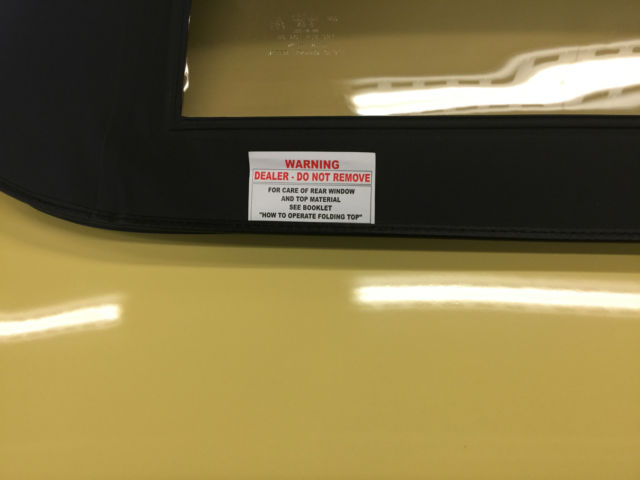 WARNING
DEALER - DO NOT REMOVE
FOR CARE OF REAR WINDOW
AND TOP MATERIAL
SEE BOOKLET
"HOW TO OPERATE FOLDING TOP"